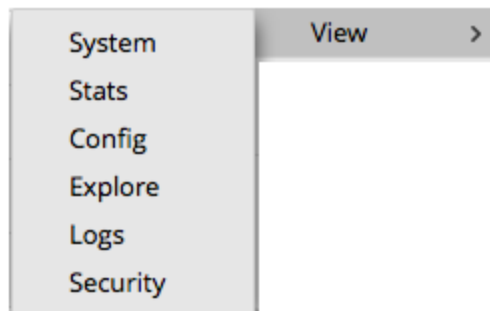 View
System
Stats
Config
Explore
Logs
Security